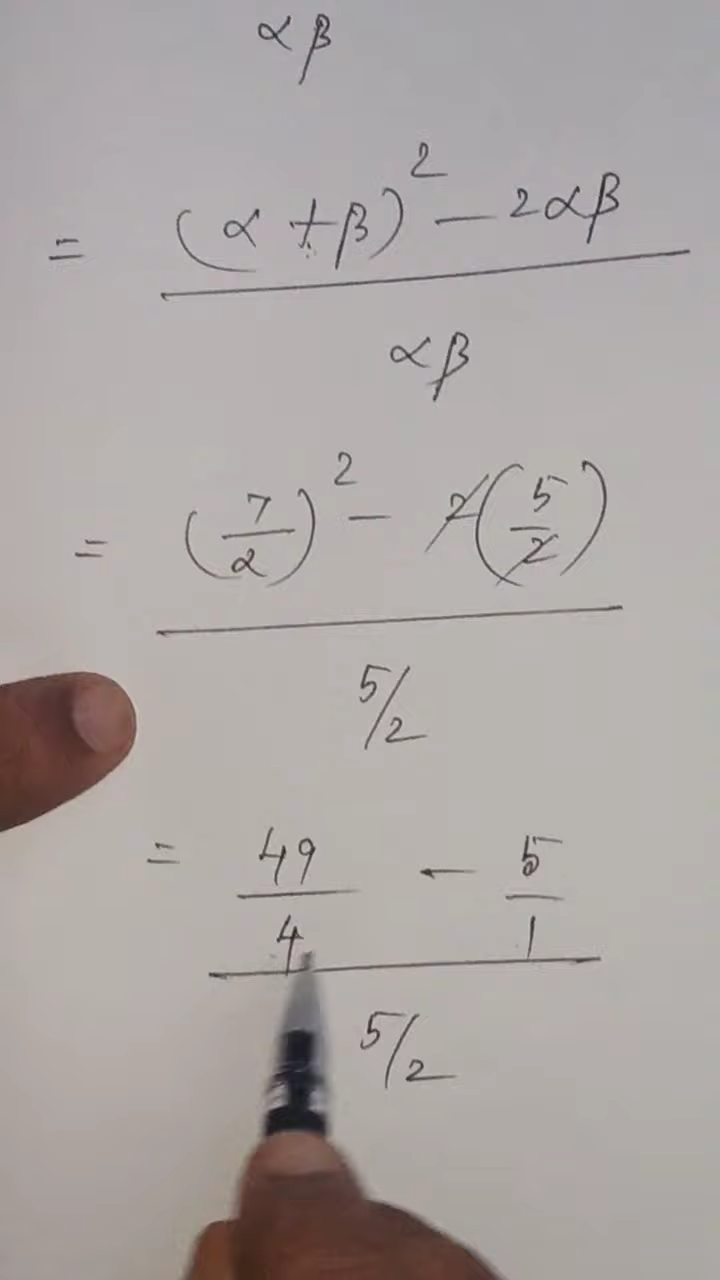 αβ
= (α + β)² - 2αβ
αβ
= (7/2)² - 2(5/2)
5/2
= 49/4 - 5/1
5/2